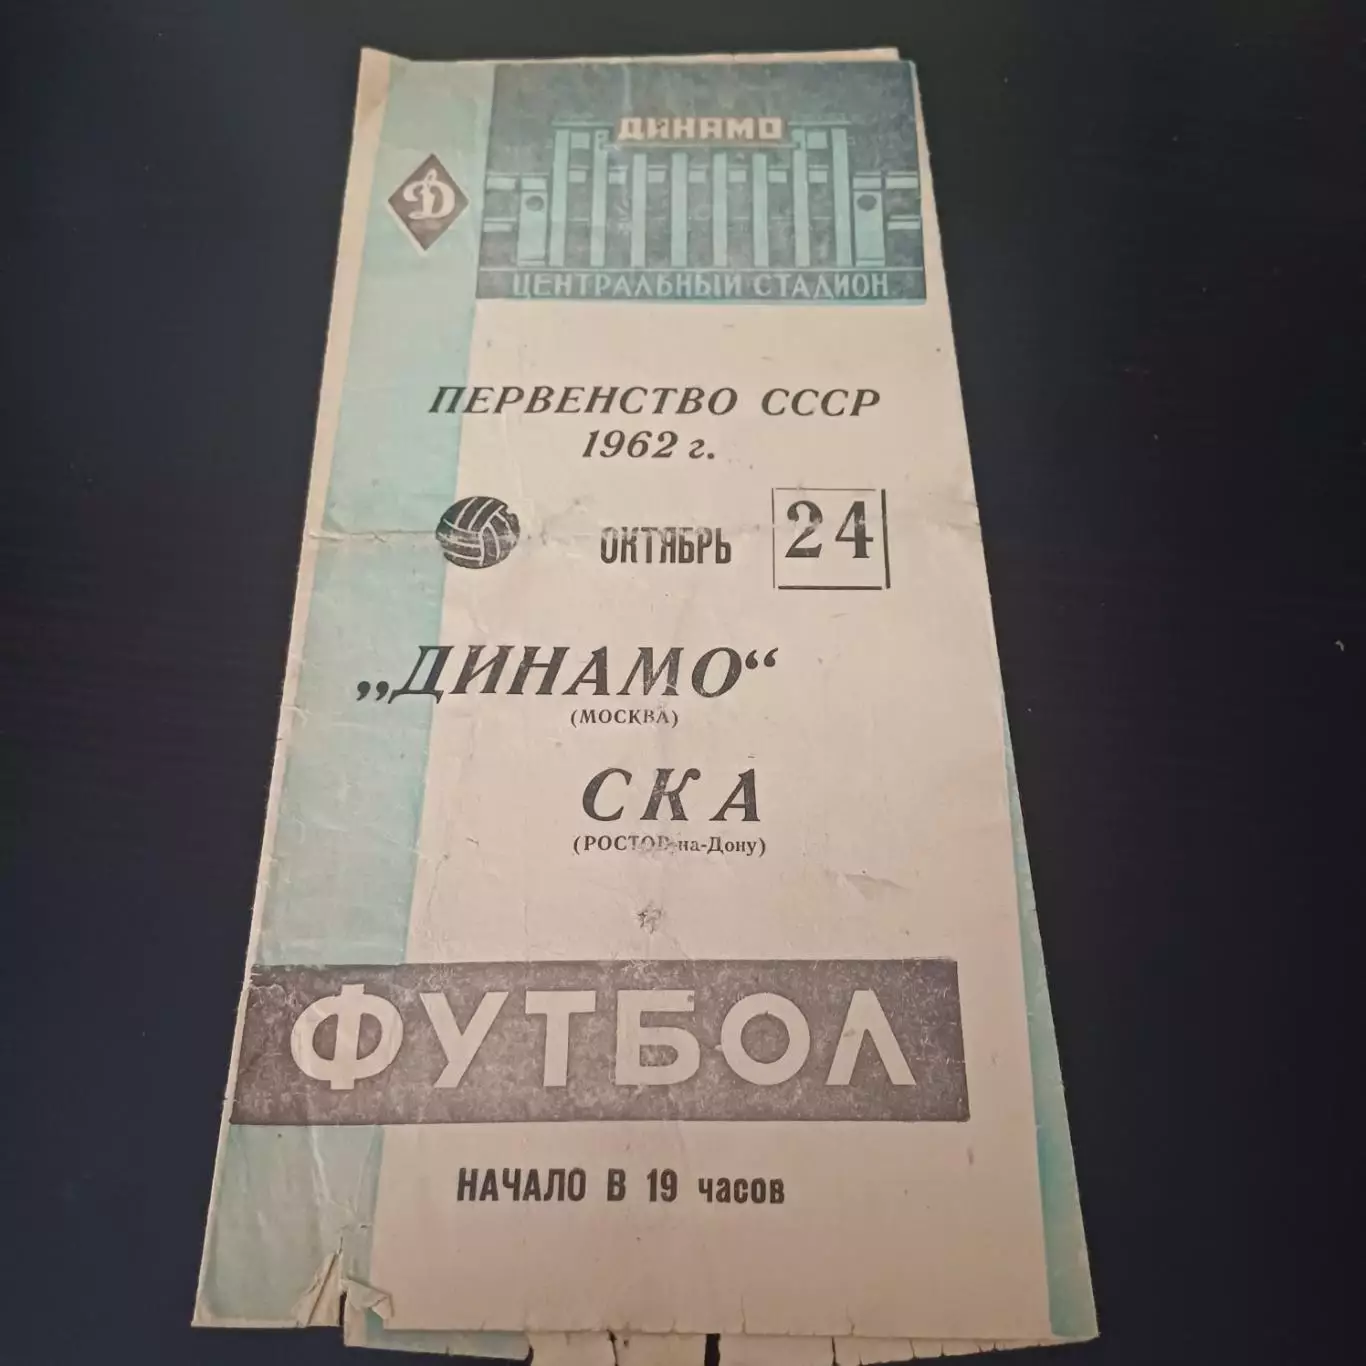 ДИНАМО
Д
ЦЕНТРАЛЬНЫЙ СТАДИОН
ПЕРВЕНСТВО СССР
1962 г.
ОКТЯБРЬ 24
„ДИНАМО“
(МОСКВА)
СКА
(РОСТОВ-на-Дону)
ФУТБОЛ
НАЧАЛО В 19 часов